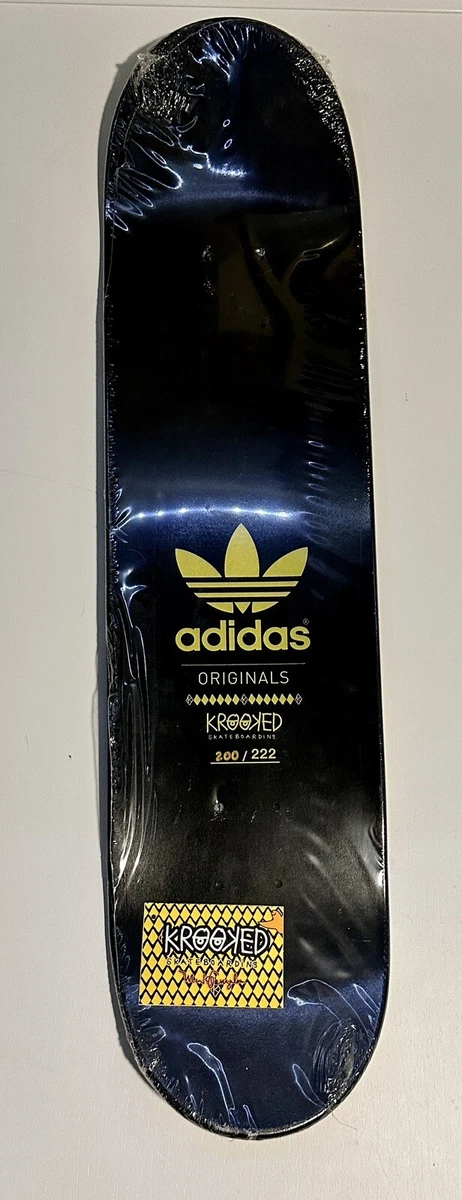 adidas®
ORIGINALS
KROOKED
SKATEBOARDING
200 / 222
KROOKED
SKATEBOARDING